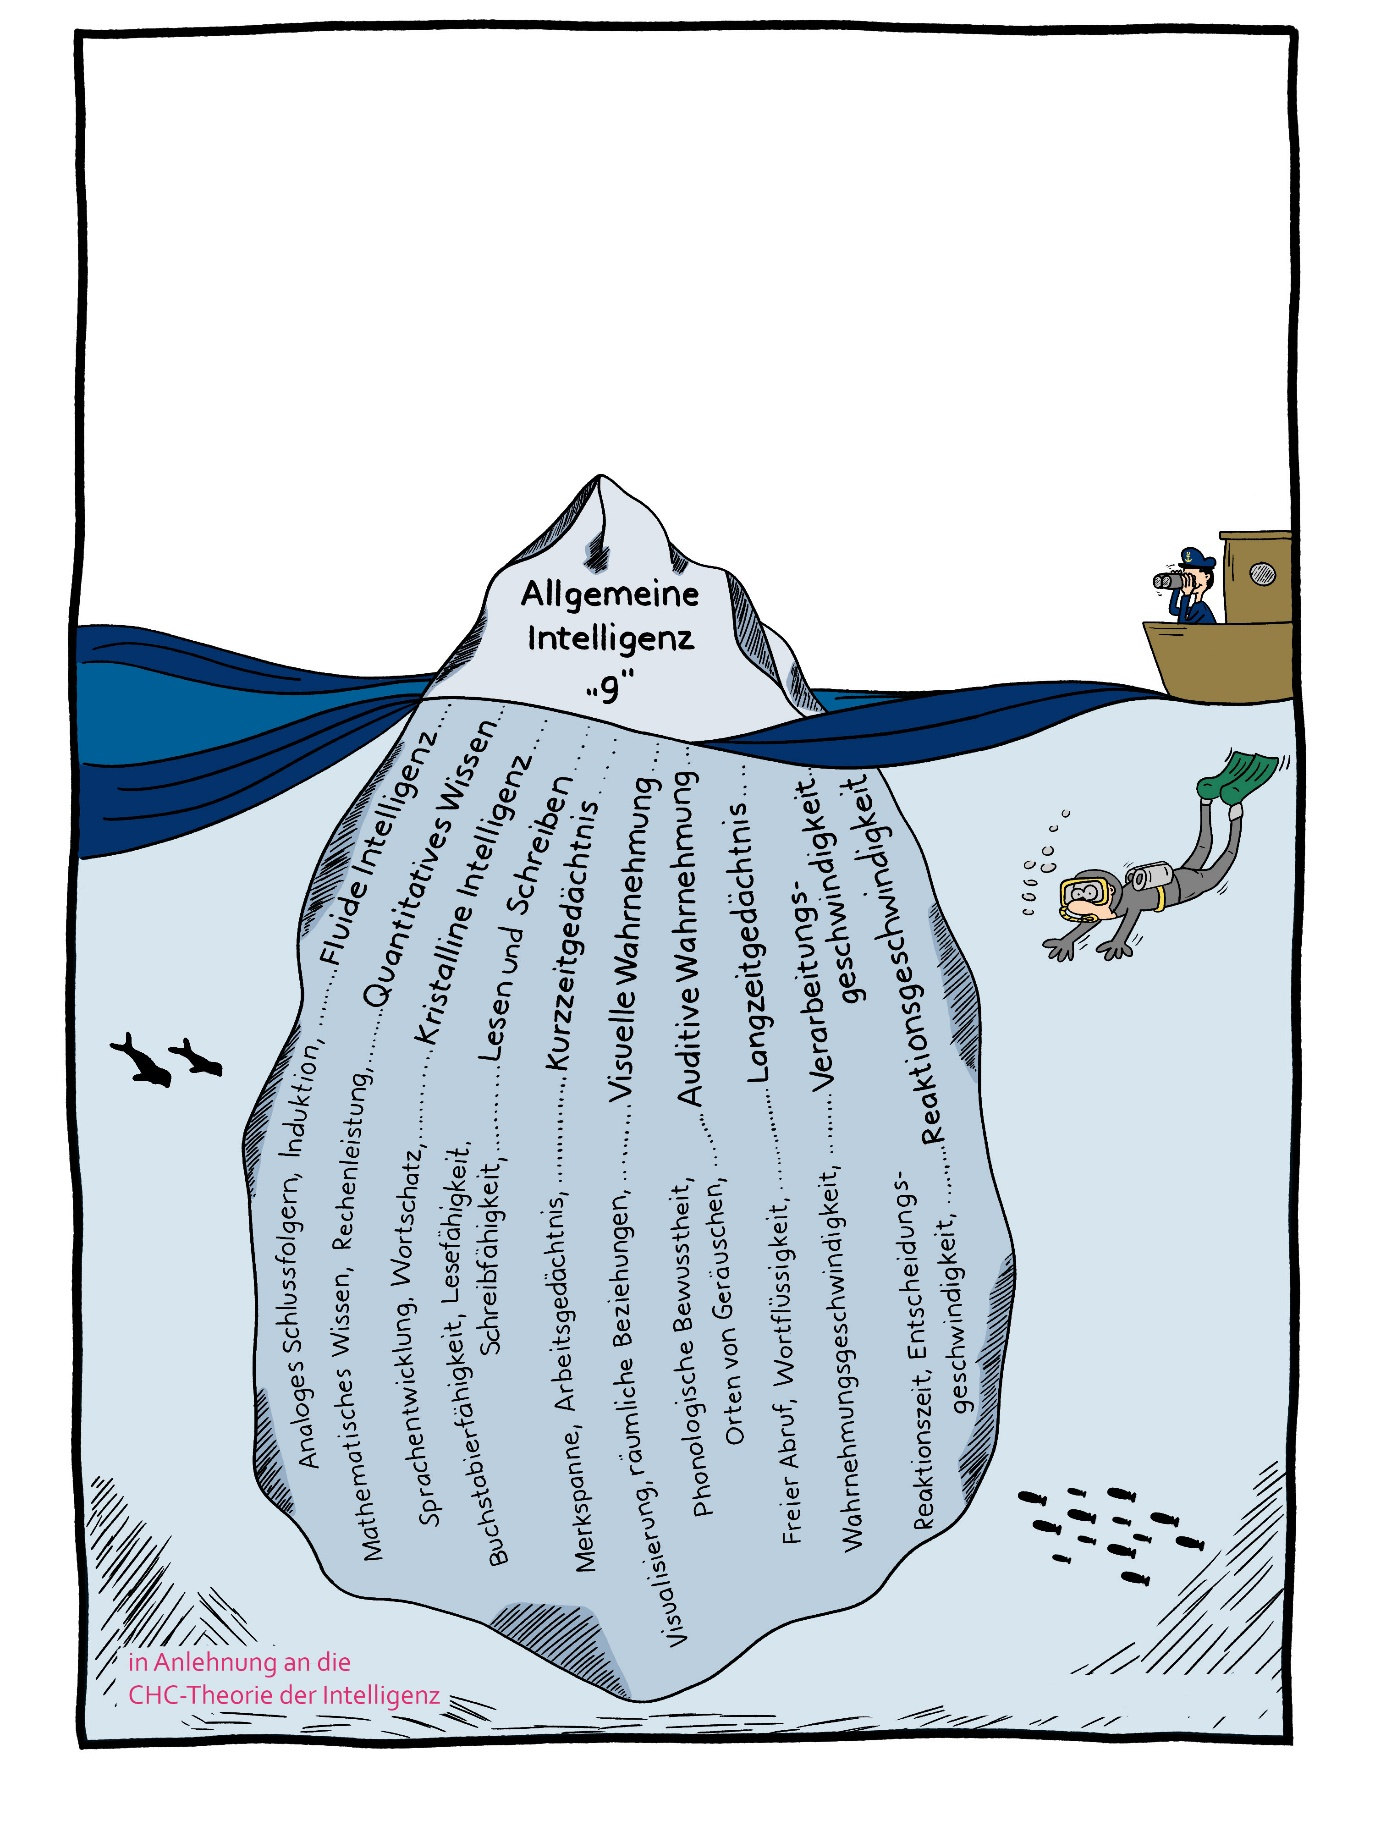 Allgemeine
Intelligenz
„g"
Fluide Intelligenz
Analoges Schlussfolgern, Induktion, ......
Quantitatives Wissen
Mathematisches Wissen, Rechenleistung, ......
Kristalline Intelligenz
Sprachentwicklung, Wortschatz, ......
Lesen und Schreiben
Buchstabierfähigkeit, Lesefähigkeit,
Schreibfähigkeit, ......
Kurzzeitgedächtnis
Merkspanne, Arbeitsgedächtnis, ......
Visuelle Wahrnehmung
Visualisierung, räumliche Beziehungen, ......
Auditive Wahrnehmung
Phonologische Bewusstheit,
Orten von Geräuschen, ......
Langzeitgedächtnis
Freier Abruf, Wortflüssigkeit, ......
Verarbeitungs-
geschwindigkeit
Wahrnehmungsgeschwindigkeit, ......
Reaktionsgeschwindigkeit
Reaktionszeit, Entscheidungs-
geschwindigkeit, ......
in Anlehnung an die
CHC-Theorie der Intelligenz